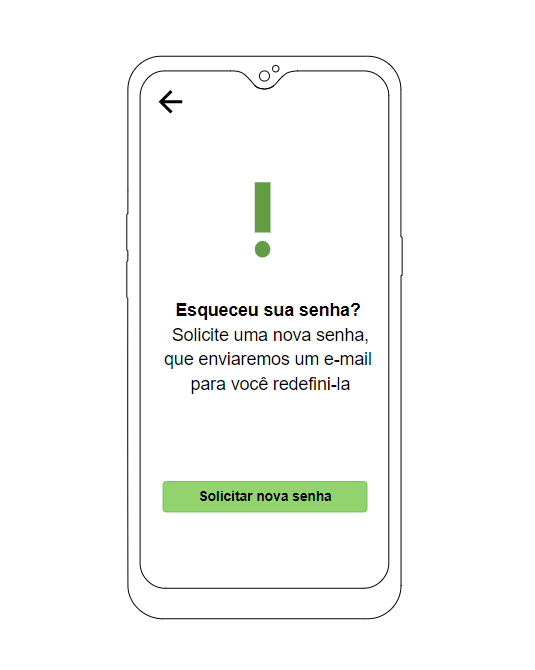 Esqueceu sua senha?
Solicite uma nova senha,
que enviaremos um e-mail
para você redefini-la
Solicitar nova senha